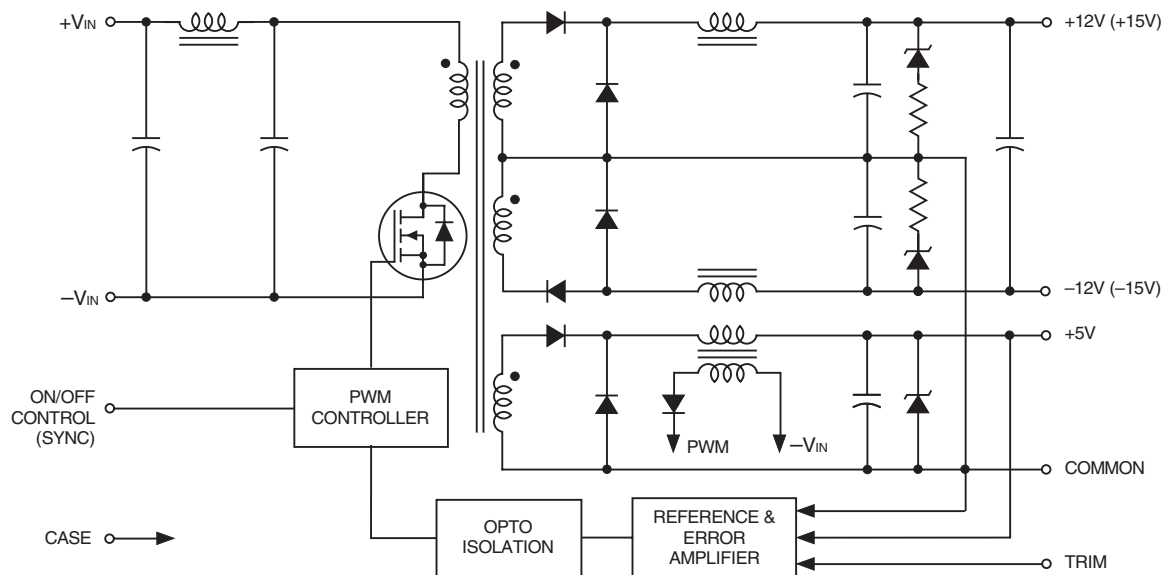 +VIN
+12V (+15V)
–VIN
–12V (–15V)
+5V
ON/OFF
CONTROL
(SYNC)
PWM
CONTROLLER
PWM
–VIN
COMMON
CASE
OPTO
ISOLATION
REFERENCE &
ERROR
AMPLIFIER
TRIM